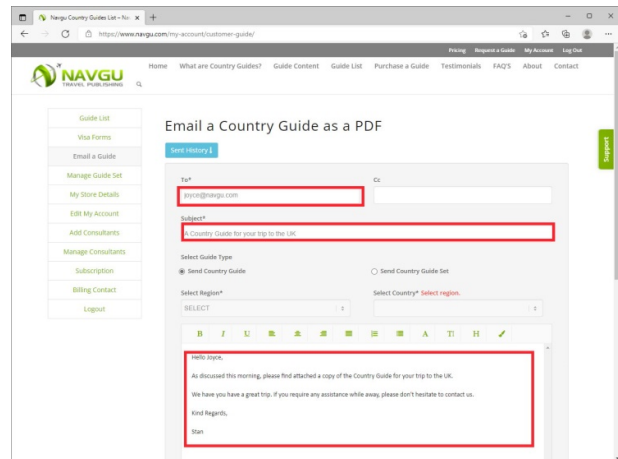 Navgu Country Guides List – Na
https://www.navgu.com/my-account/customer-guide/
Pricing Request a Guide My Account Log Out
NAVGU
TRAVEL PUBLISHING
Home What are Country Guides? Guide Content Guide List Purchase a Guide Testimonials FAQ'S About Contact
Guide List
Visa Forms
Email a Guide
Manage Guide Set
My Store Details
Edit My Account
Add Consultants
Manage Consultants
Subscription
Billing Contact
Logout
Email a Country Guide as a PDF
Sent History
Support
To* Cc
joyce@navgu.com
Subject*
A Country Guide for your trip to the UK
Select Guide Type
Send Country Guide Send Country Guide Set
Select Region* Select Country* Select region.
SELECT
B I U A TI H
Hello Joyce,
As discussed this morning, please find attached a copy of the Country Guide for your trip to the UK.
We have you have a great trip. If you require any assistance while away, please don't hesitate to contact us.
Kind Regards,
Stan